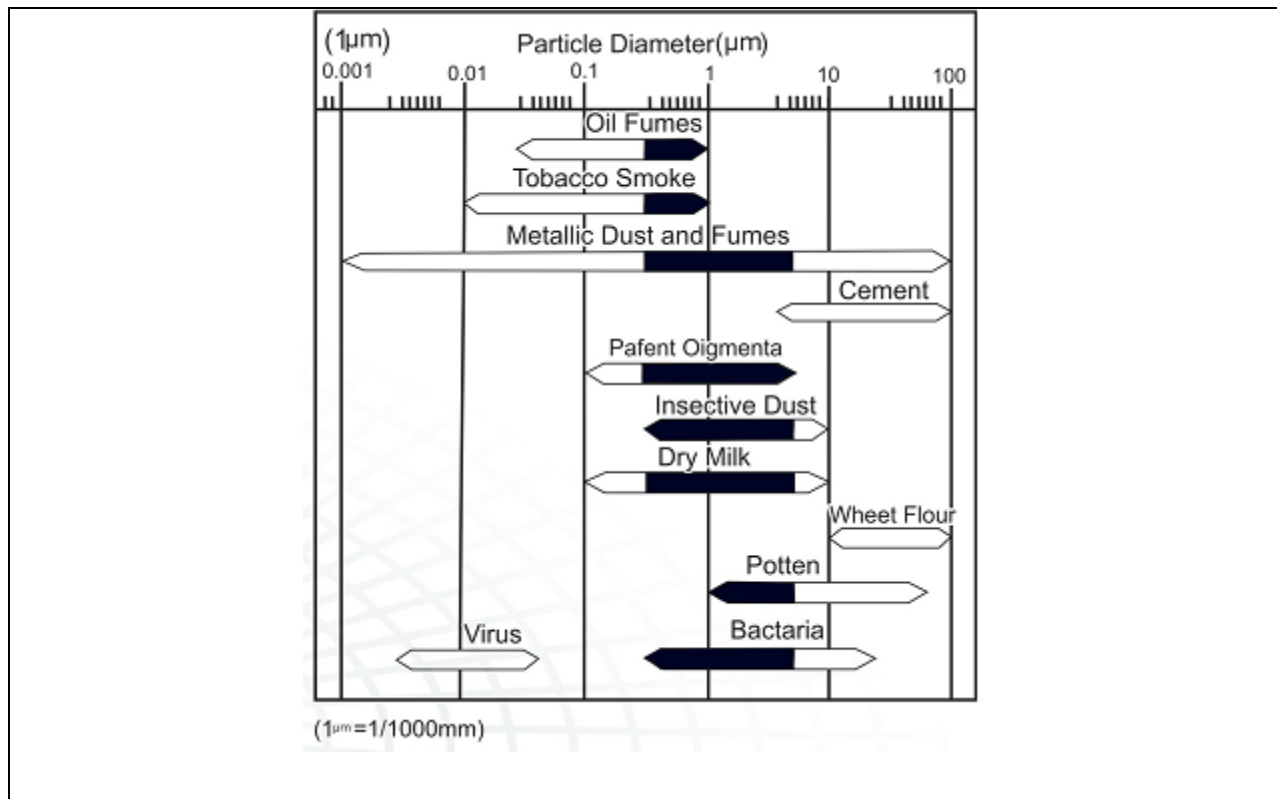 (1μm) Particle Diameter(μm)
0.001 0.01 0.1 1 10 100
Oil Fumes
Tobacco Smoke
Metallic Dust and Fumes
Cement
Pafent Oigmenta
Insective Dust
Dry Milk
Wheet Flour
Potten
Virus Bactaria
(1μm=1/1000mm)